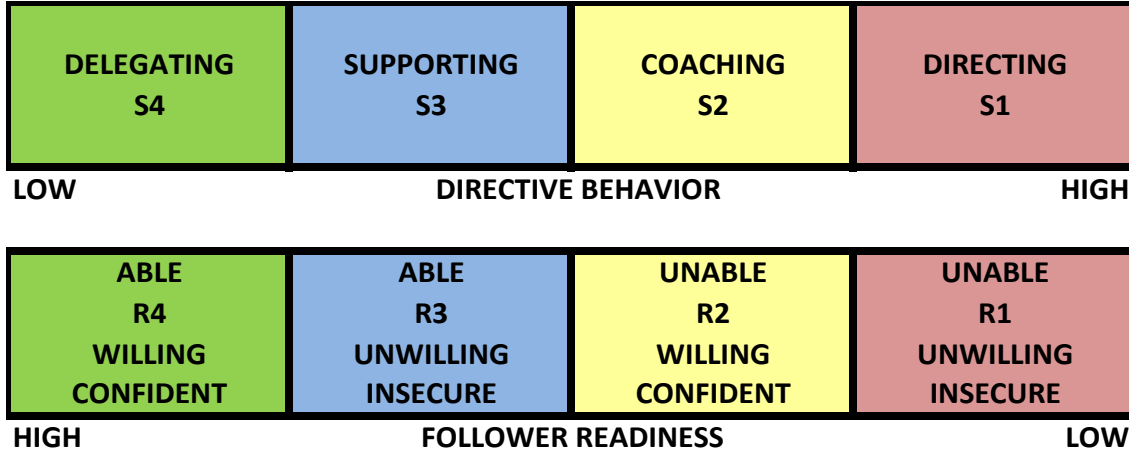 DELEGATING
S4
SUPPORTING
S3
COACHING
S2
DIRECTING
S1
LOW DIRECTIVE BEHAVIOR HIGH
ABLE
R4
WILLING
CONFIDENT
ABLE
R3
UNWILLING
INSECURE
UNABLE
R2
WILLING
CONFIDENT
UNABLE
R1
UNWILLING
INSECURE
HIGH FOLLOWER READINESS LOW